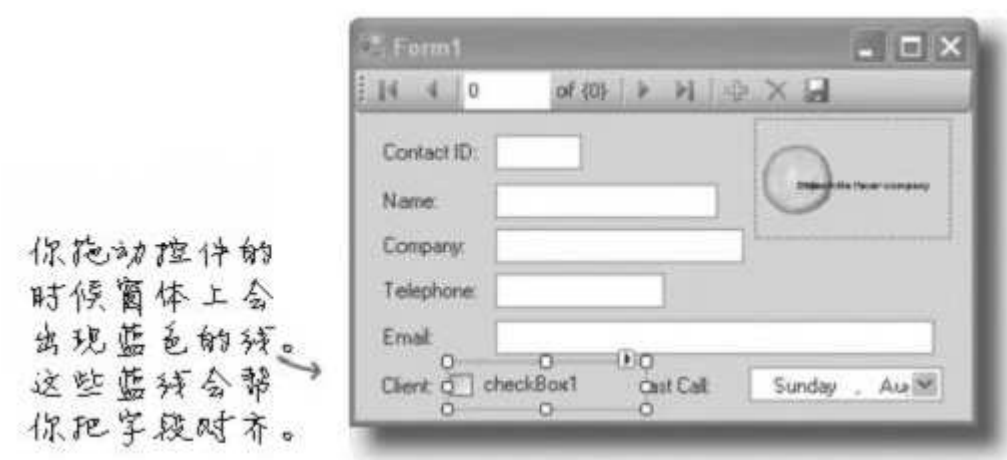 Form1
0 of {0}
Contact ID:
Name:
Company:
Telephone:
Email:
Client: checkBox1 Last Call: Sunday , Au
你拖动控件的
时候窗体上会
出现蓝色的线。
这些蓝线会帮
你把字段对齐。